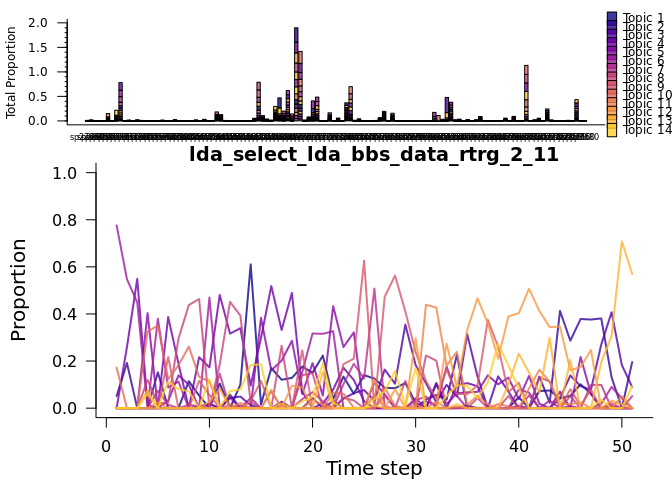 2.0
1.5
1.0
0.5
0.0
Total Proportion
Topic 1
Topic 2
Topic 3
Topic 4
Topic 5
Topic 6
Topic 7
Topic 8
Topic 9
Topic 10
Topic 11
Topic 12
Topic 13
Topic 14
lda_select_lda_bbs_data_rtrg_2_11
1.0
0.8
0.6
0.4
0.2
0.0
Proportion
0 10 20 30 40 50
Time step